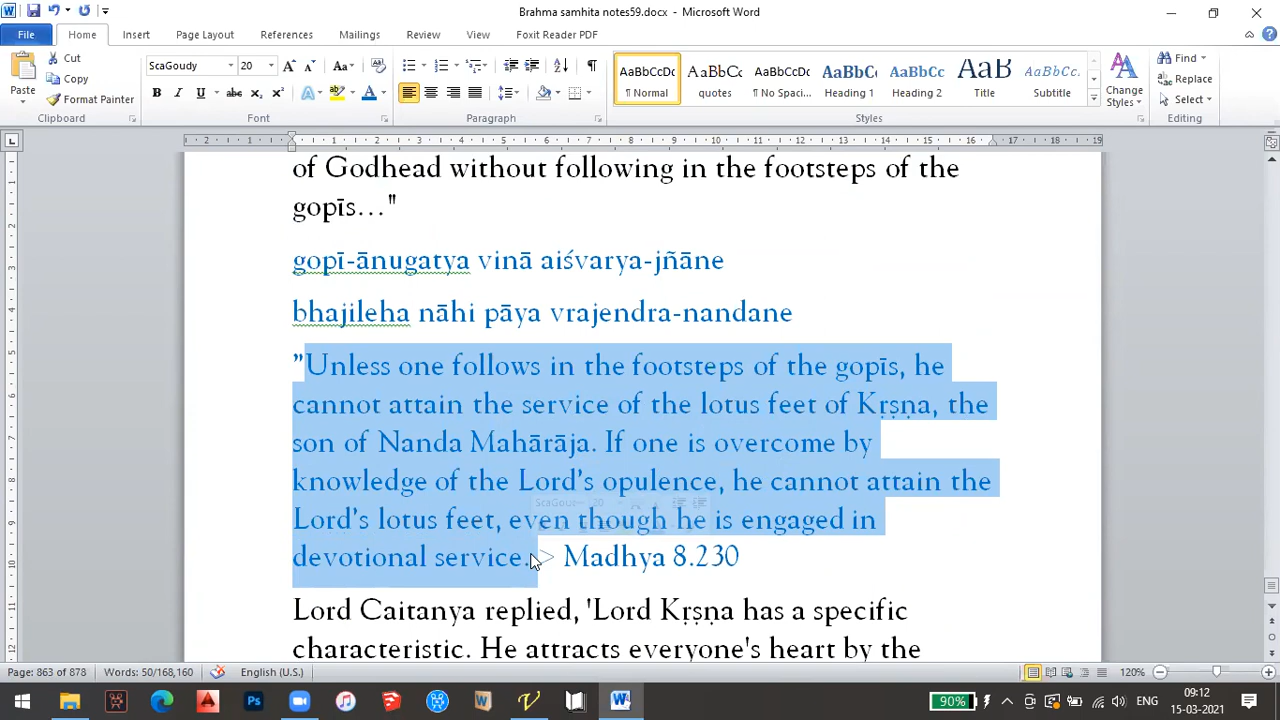 Brahma samhita notes59.docx - Microsoft Word
File Home Insert Page Layout References Mailings Review View Foxit Reader PDF
Cut
Copy
Format Painter
Paste
Clipboard
ScaGoudy 20
Font
Paragraph
AaBbCcDc AaBbCc AaBbCcDc AaBbCc AaBbCc AaB AaBbCcDc
¶ Normal quotes ¶ No Spaci... Heading 1 Heading 2 Title Subtitle
Change Styles
Styles
Find
Replace
Select
Editing
of Godhead without following in the footsteps of the
gopīs…"
gopī-ānugatya vinā aiśvarya-jñāne
bhajileha nāhi pāya vrajendra-nandane
"Unless one follows in the footsteps of the gopīs, he
cannot attain the service of the lotus feet of Kṛṣṇa, the
son of Nanda Mahārāja. If one is overcome by
knowledge of the Lord's opulence, he cannot attain the
Lord's lotus feet, even though he is engaged in
devotional service. > Madhya 8.230
Lord Caitanya replied, 'Lord Kṛṣṇa has a specific
characteristic. He attracts everyone's heart by the
Page: 863 of 878 Words: 50/168,160 English (U.S.) 120%
90% ENG 09:12
15-03-2021